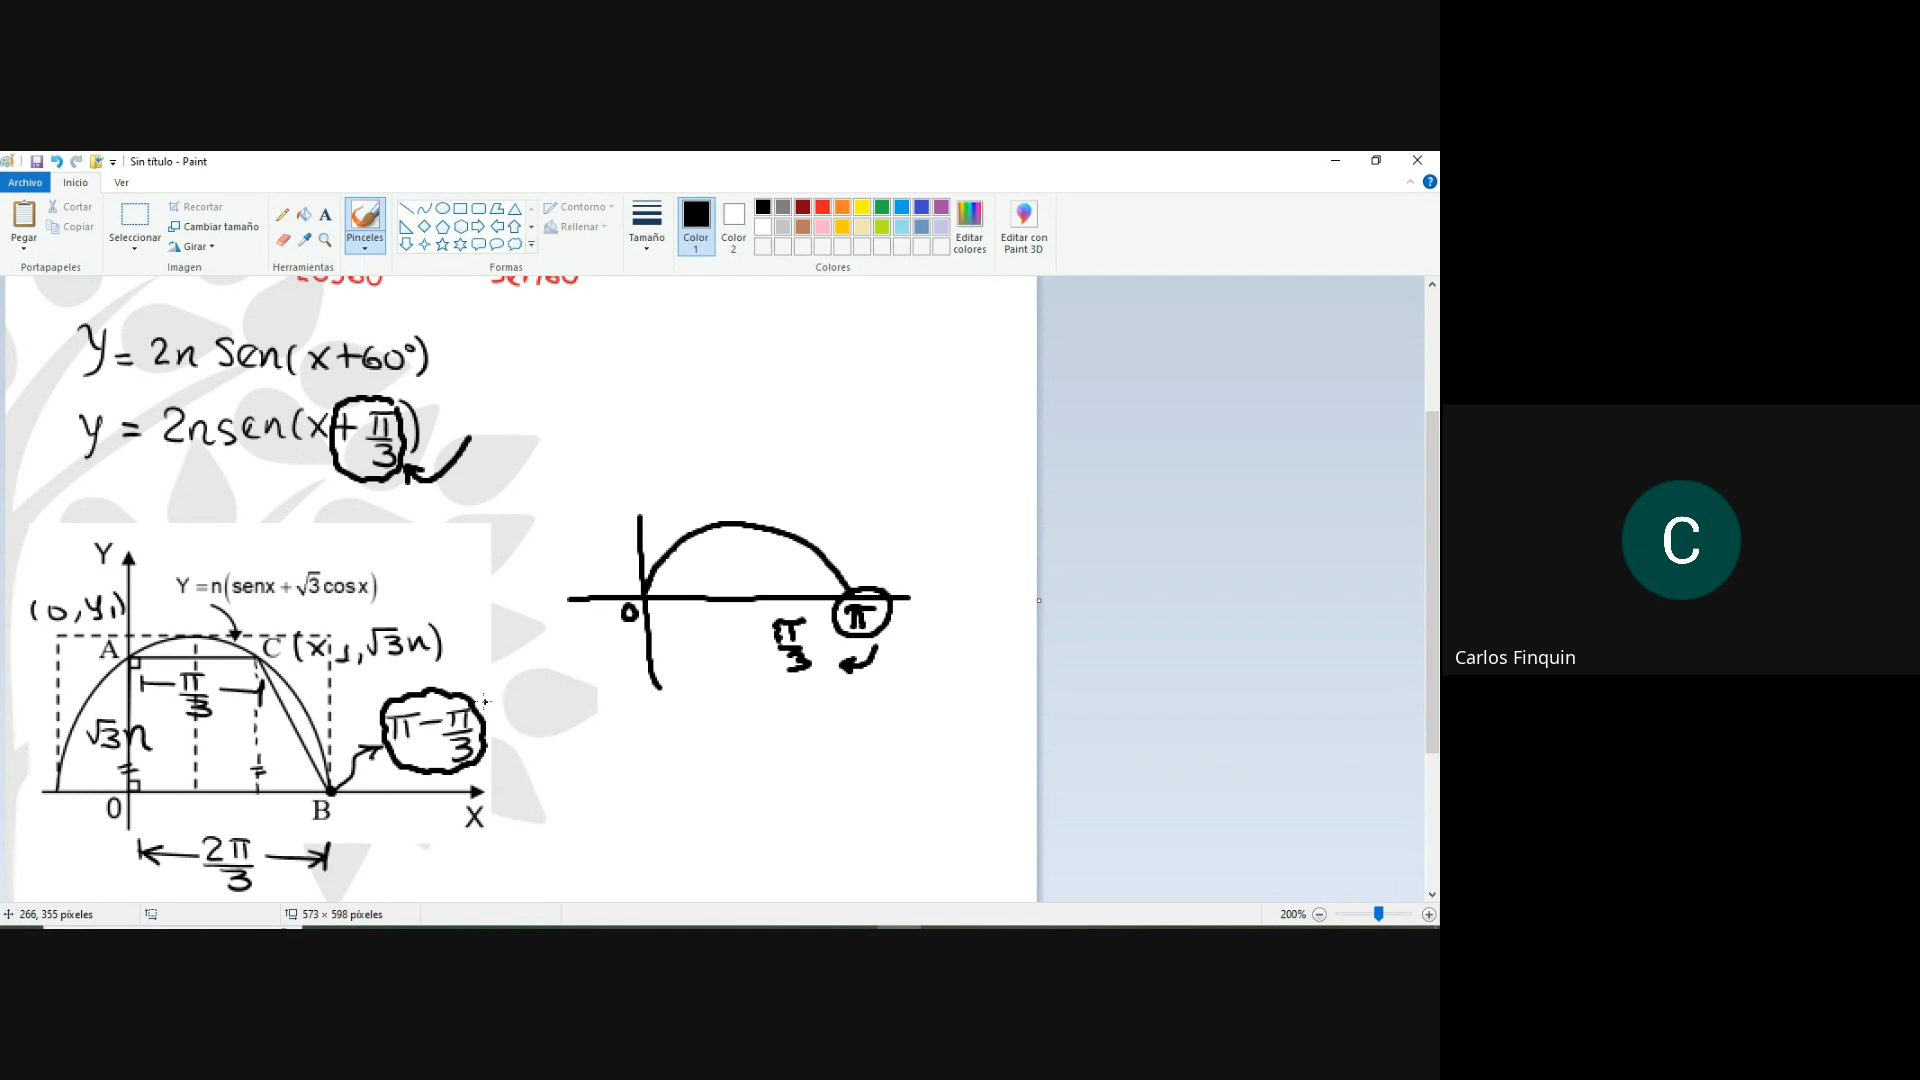 Sin título - Paint
Archivo Inicio Ver
Pegar
Cortar
Copiar
Portapapeles
Seleccionar
Recortar
Cambiar tamaño
Girar
Imagen
A
Herramientas
Pinceles
Formas
Contorno
Rellenar
Tamaño
Color 1
Color 2
Colores
Editar colores
Editar con Paint 3D
cos60 sen60
y = 2n Sen(x+60°)
y = 2nsen(x+π/3)
Y
Y = n(senx + √3cosx)
(0,y1)
A
C (x1,√3n)
π/3
√3n
π-π/3
0
B
X
2π/3
0
π
π/3
266, 355 píxeles
573 × 598 píxeles
200%
C
Carlos Finquin